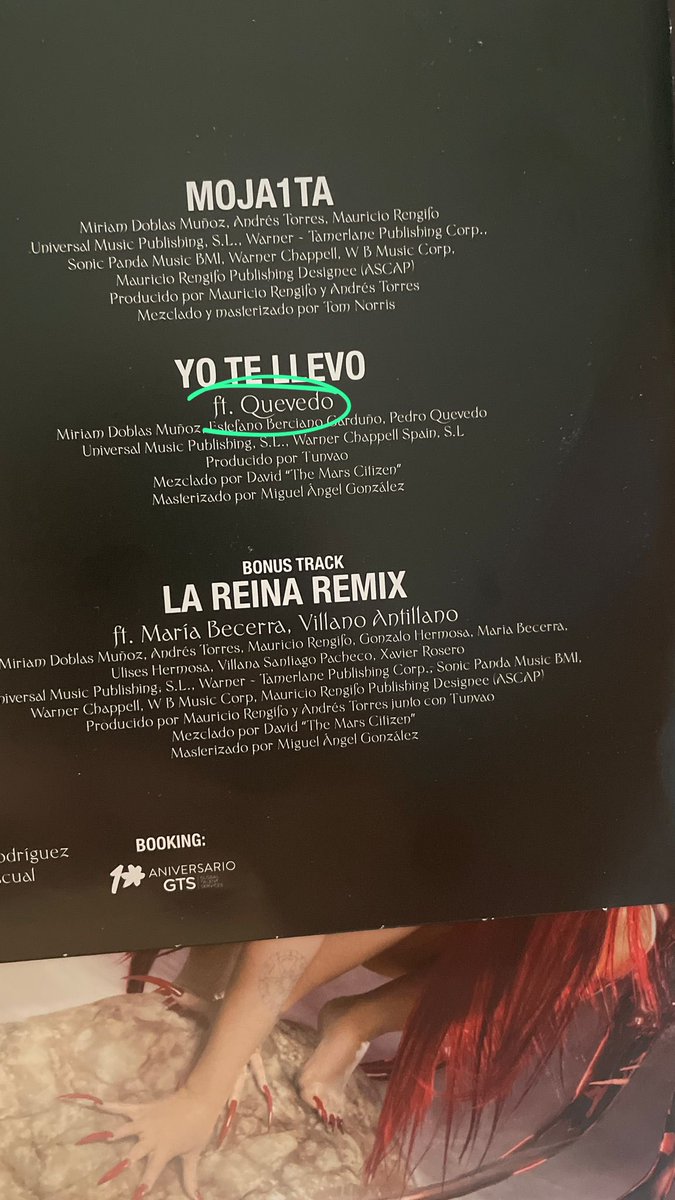 MOJA1TA
Miriam Doblas Muñoz, Andrés Torres, Mauricio Rengifo
Universal Music Publishing, S.L., Warner - Tamerlane Publishing Corp.,
Sonic Panda Music BMI, Warner Chappell, W B Music Corp,
Mauricio Rengifo Publishing Designee (ASCAP)
Producido por Mauricio Rengifo y Andrés Torres
Mezclado y masterizado por Tom Norris
YO TE LLEVO
ft. Quevedo
Miriam Doblas Muñoz, Estefano Berciano Garduño, Pedro Quevedo
Universal Music Publishing, S.L., Warner Chappell Spain, S.L
Producido por Tunvao
Mezclado por David "The Mars Citizen"
Masterizado por Miguel Ángel González
BONUS TRACK
LA REINA REMIX
ft. María Becerra, Villano Antillano
Miriam Doblas Muñoz, Andrés Torres, Mauricio Rengifo, Gonzalo Hermosa, Maria Becerra,
Ulises Hermosa, Villana Santiago Pacheco, Xavier Rosero
niversal Music Publishing, S.L., Warner - Tamerlane Publishing Corp., Sonic Panda Music BMI,
Warner Chappell, W B Music Corp, Mauricio Rengifo Publishing Designee (ASCAP)
Producido por Mauricio Rengifo y Andrés Torres junto con Tunvao
Mezclado por David "The Mars Citizen"
Masterizado por Miguel Ángel González
odríguez
scual
BOOKING:
ANIVERSARIO
GTS